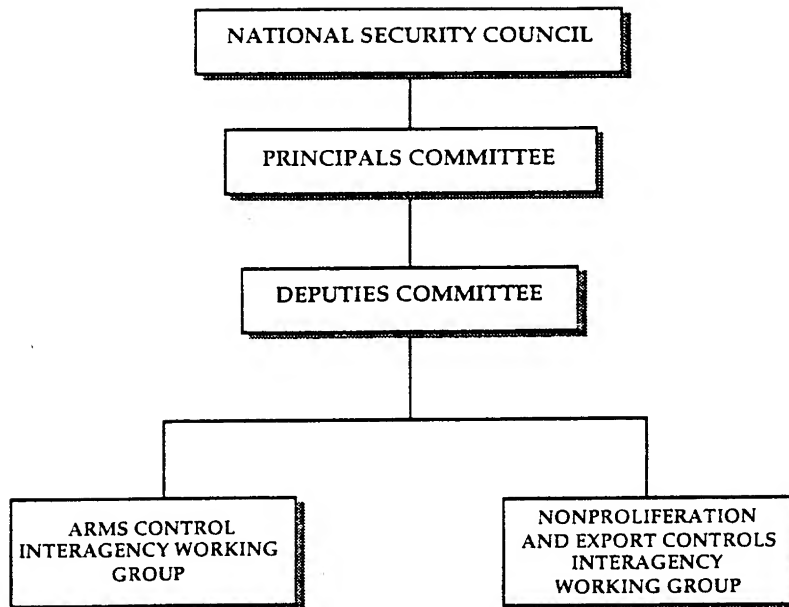 NATIONAL SECURITY COUNCIL
PRINCIPALS COMMITTEE
DEPUTIES COMMITTEE
ARMS CONTROL
INTERAGENCY WORKING
GROUP
NONPROLIFERATION
AND EXPORT CONTROLS
INTERAGENCY
WORKING GROUP